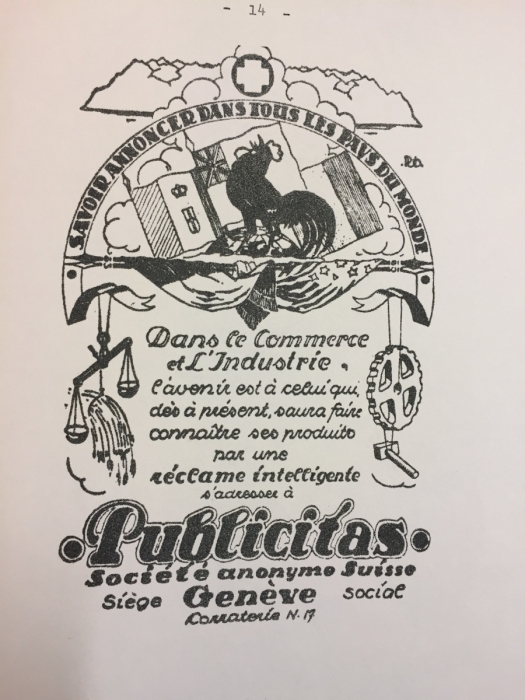 - 14 -
SAVOIR ANNONCER DANS TOUS LES PAYS DU MONDE
Dans le Commerce
et L'Industrie.
l'avenir est à celui qui,
dès à présent, saura faire
connaître ses produits
par une
réclame intelligente
s'adresser à
• Publicitas •
Société anonyme Suisse
Siège Genève social
Corraterie N. 17